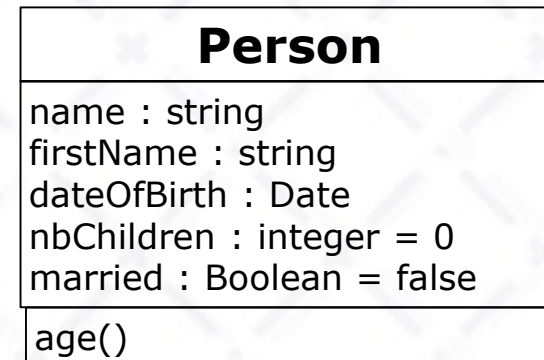 Person
name : string
firstName : string
dateOfBirth : Date
nbChildren : integer = 0
married : Boolean = false
age()